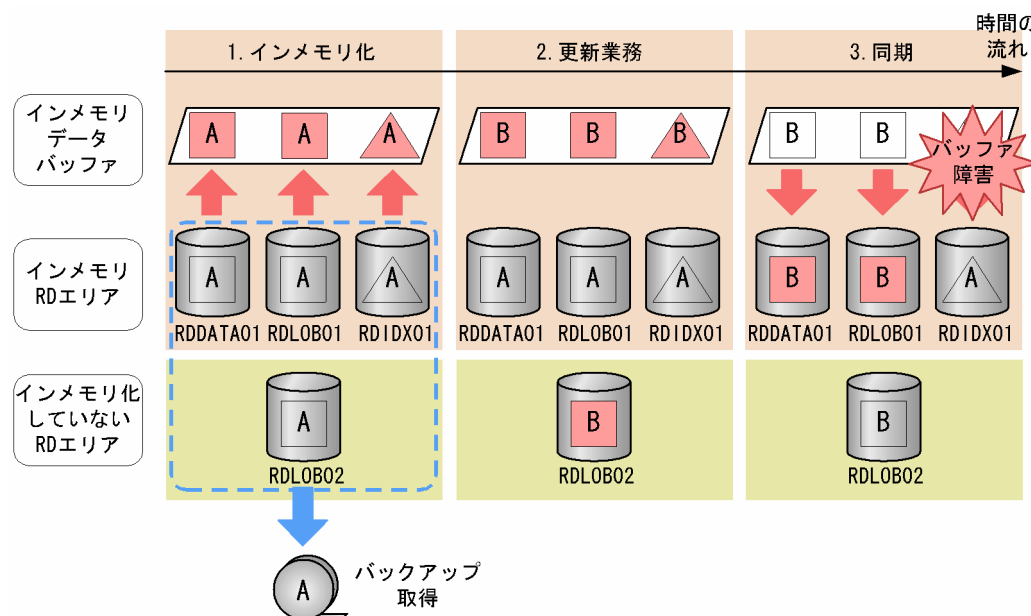 時間の
流れ
1.インメモリ化
2.更新業務
3.同期
インメモリ
データ
バッファ
A
A
A
B
B
B
B
B
バッファ
障害
インメモリ
RDエリア
A
A
A
A
A
A
B
B
A
RDDATA01
RDLOB01
RDIDX01
RDDATA01
RDLOB01
RDIDX01
RDDATA01
RDLOB01
RDIDX01
インメモリ化
していない
RDエリア
A
B
B
RDLOB02
RDLOB02
RDLOB02
A
バックアップ
取得